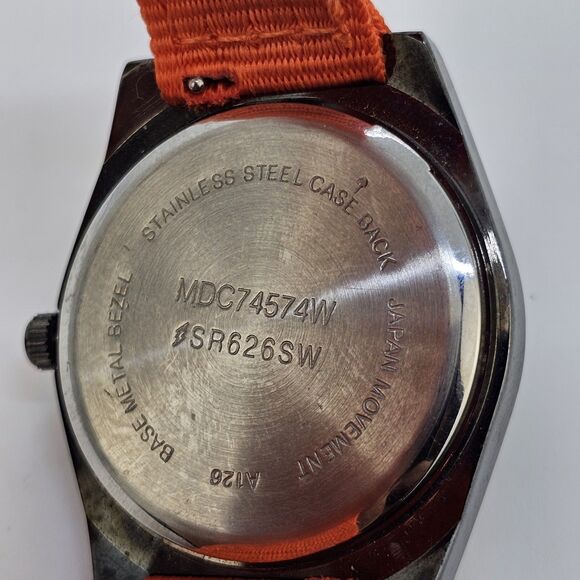 STAINLESS STEEL CASE BACK
MDC74574W
SR626SW
BASE METAL BEZEL
JAPAN MOVEMENT
A126